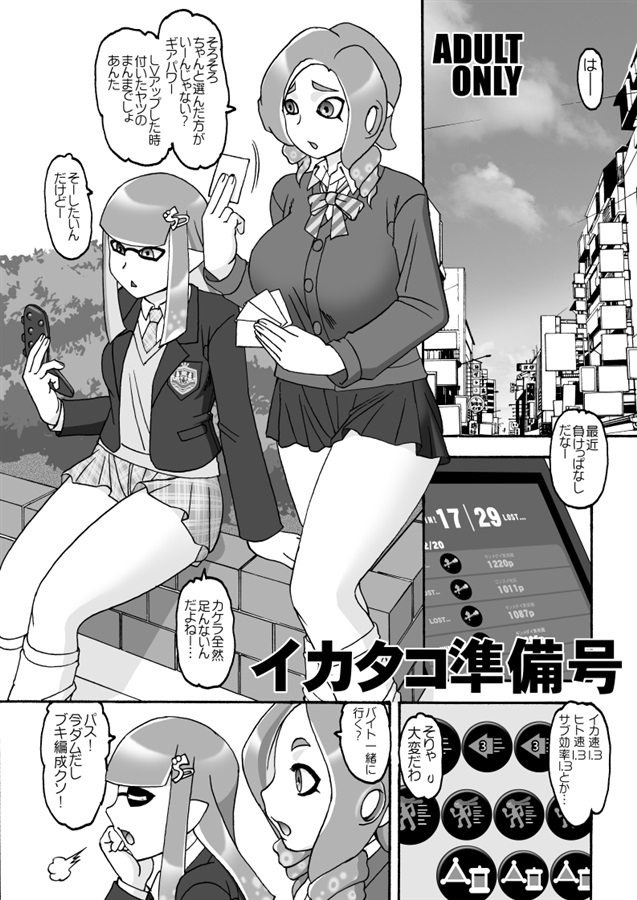 ADULT
ONLY
はー
最近
負けっぱなし
だなー
N!
17
29
LOST...
2/20
1220p
1011p
LOST...
1087p
そろそろ
ちゃんと選んだ方が
いーんじゃない?
ギアパワー
LVアップした時
付いたヤツの
まんまでしょ
あんた
そーしたいん
だけどー
カケラ全然
足んないん
だよね!…
イカタコ準備号
イカ速1.3
ヒト速1.3
サブ効率1.3とか…
そりゃ
大変だわ
3
3
バイト一緒に
行く?
パス!
今ダムだし
ブキ編成クソ!